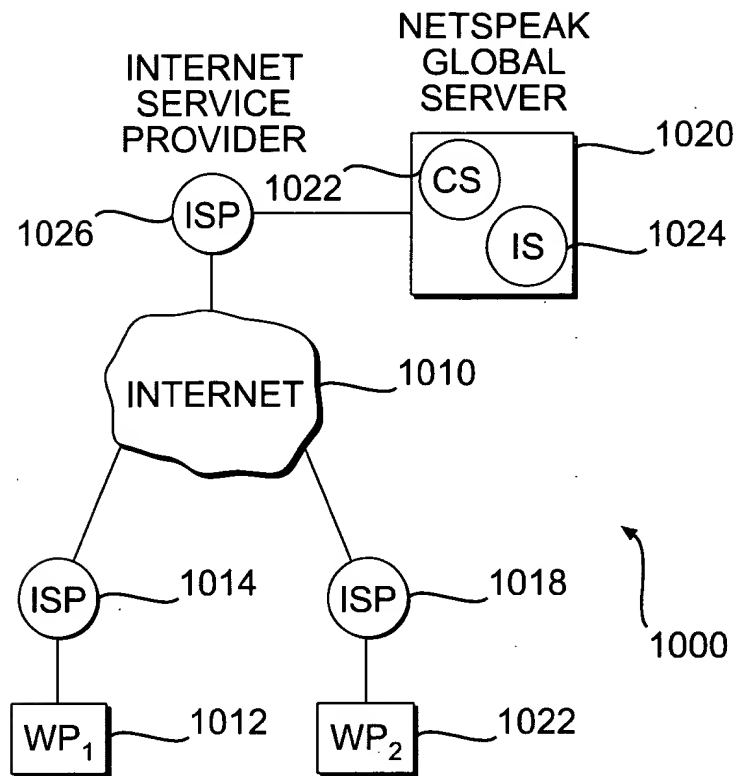 NETSPEAK
GLOBAL
SERVER
INTERNET
SERVICE
PROVIDER
1020
1022
CS
ISP
1026
IS
1024
INTERNET
1010
ISP
1014
ISP
1018
1000
WP₁
1012
WP₂
1022